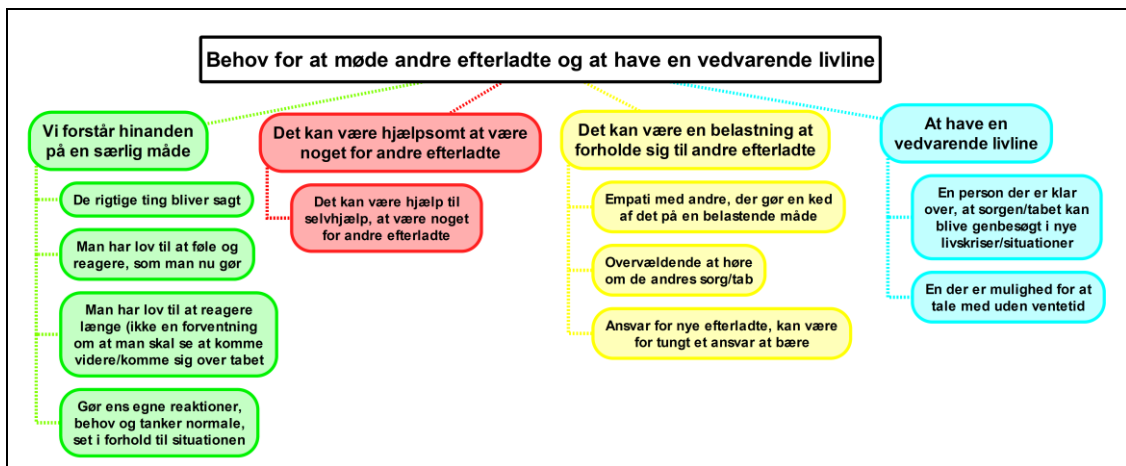 Behov for at møde andre efterladte og at have en vedvarende livline
Vi forstår hinanden
på en særlig måde
De rigtige ting bliver sagt
Man har lov til at føle og
reagere, som man nu gør
Man har lov til at reagere
længe (ikke en forventning
om at man skal se at komme
videre/komme sig over tabet
Gør ens egne reaktioner,
behov og tanker normale,
set i forhold til situationen
Det kan være hjælpsomt at være
noget for andre efterladte
Det kan være hjælp til
selvhjælp, at være noget
for andre efterladte
Det kan være en belastning at
forholde sig til andre efterladte
Empati med andre, der gør en ked
af det på en belastende måde
Overvældende at høre
om de andres sorg/tab
Ansvar for nye efterladte, kan være
for tungt et ansvar at bære
At have en
vedvarende livline
En person der er klar
over, at sorgen/tabet kan
blive genbesøgt i nye
livskriser/situationer
En der er mulighed for at
tale med uden ventetid